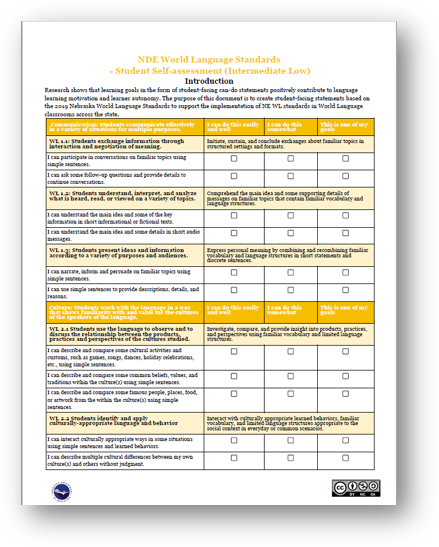 NDE World Language Standards
- Student Self-assessment (Intermediate Low)
Introduction
Research shows that learning goals in the form of student-facing can-do statements positively contribute to language
learning motivation and learner autonomy. The purpose of this document is to create student-facing statements based on
the 2019 Nebraska World Language Standards to support the implementation of NE WL standards in World Language
classrooms across the state.
Communication: Students communicate effectively
in a variety of situations for multiple purposes.
I can do this easily
and well
I can do this
somewhat
This is one of my
goals
WL 1.1: Students exchange information through
interaction and negotiation of meaning.
Initiate, sustain, and conclude exchanges about familiar topics in
structured settings and formats.
I can participate in conversations on familiar topics using
simple sentences.
I can ask some follow-up questions and provide details to
continue conversations.
WL 1.2: Students understand, interpret, and analyze
what is heard, read, or viewed on a variety of topics.
Comprehend the main idea and some supporting details of
messages on familiar topics that contain familiar vocabulary and
language structures.
I can understand the main idea and some of the key
information in short informational or fictional texts.
I can understand the main idea and some details in short audio
messages.
WL 1.3: Students present ideas and information
according to a variety of purposes and audiences.
Express personal meaning by combining and recombining familiar
vocabulary and language structures in short statements and
discrete sentences.
I can narrate, inform and persuade on familiar topics using
simple sentences.
I can use simple sentences to provide descriptions, details, and
reasons.
Culture: Students work with the language in a way
that shows familiarity with and value for the cultures
of the speakers of the language.
I can do this easily
and well
I can do this
somewhat
This is one of my
goals
WL 2.1 Students use the language to observe and to
discuss the relationship between the products,
practices and perspectives of the cultures studied.
Investigate, compare, and provide insight into products, practices,
and perspectives using familiar vocabulary and limited language
structures.
I can describe and compare some cultural activities and
customs, such as games, songs, dances, holiday celebrations,
etc., using simple sentences.
I can describe and compare some common beliefs, values, and
traditions within the culture(s) using simple sentences.
I can describe and compare some famous people, places, food,
or artwork from the within the culture(s) using simple
sentences.
WL 2.2 Students identify and apply
culturally-appropriate language and behavior
Interact with culturally appropriate learned behaviors, familiar
vocabulary, and limited language structures appropriate to the
social context in everyday or common scenarios.
I can interact culturally appropriate ways in some situations
using simple sentences and learned behaviors.
I can describe multiple cultural differences between my own
culture(s) and others without judgment.
CC
BY NC SA